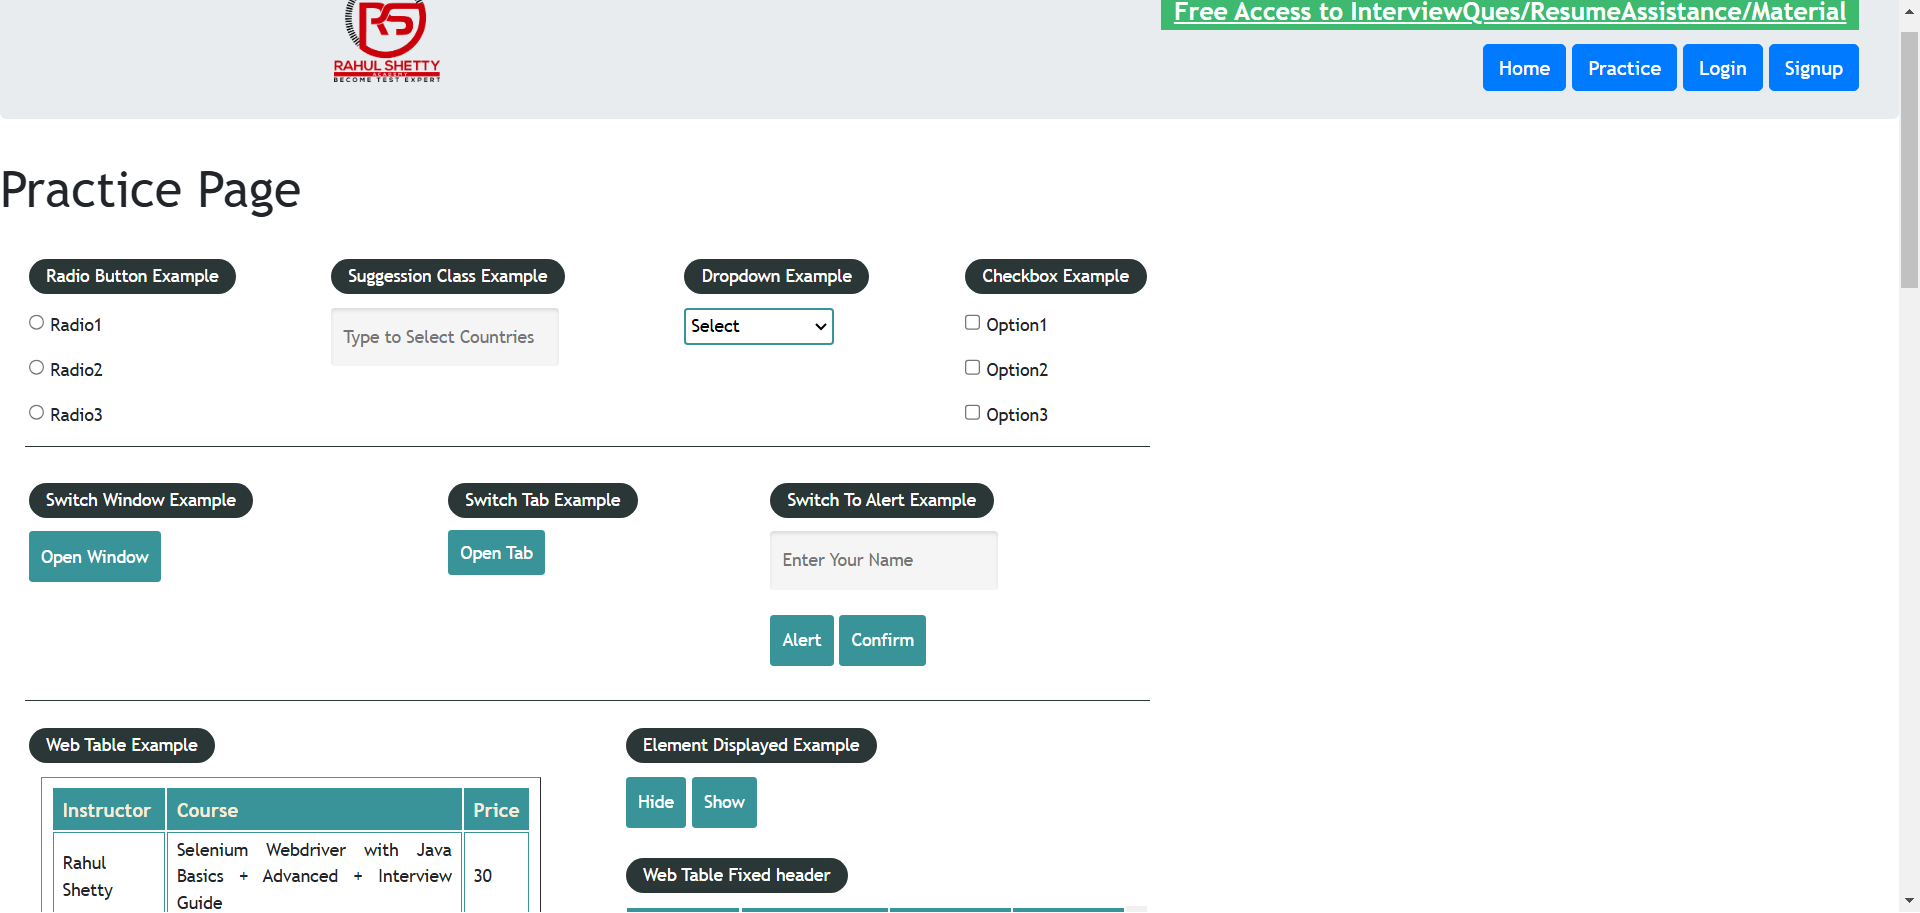 Free Access to InterviewQues/ResumeAssistance/Material
RS
RAHUL SHETTY
ACADEMY
BECOME TEST EXPERT
Home Practice Login Signup
Practice Page
Radio Button Example Suggession Class Example Dropdown Example Checkbox Example
Radio1 Type to Select Countries Select Option1
Radio2 Option2
Radio3 Option3
Switch Window Example Switch Tab Example Switch To Alert Example
Open Window Open Tab Enter Your Name
Alert Confirm
Web Table Example Element Displayed Example
Instructor Course Price
Hide Show
Rahul Shetty Selenium Webdriver with Java Basics + Advanced + Interview Guide 30
Web Table Fixed header